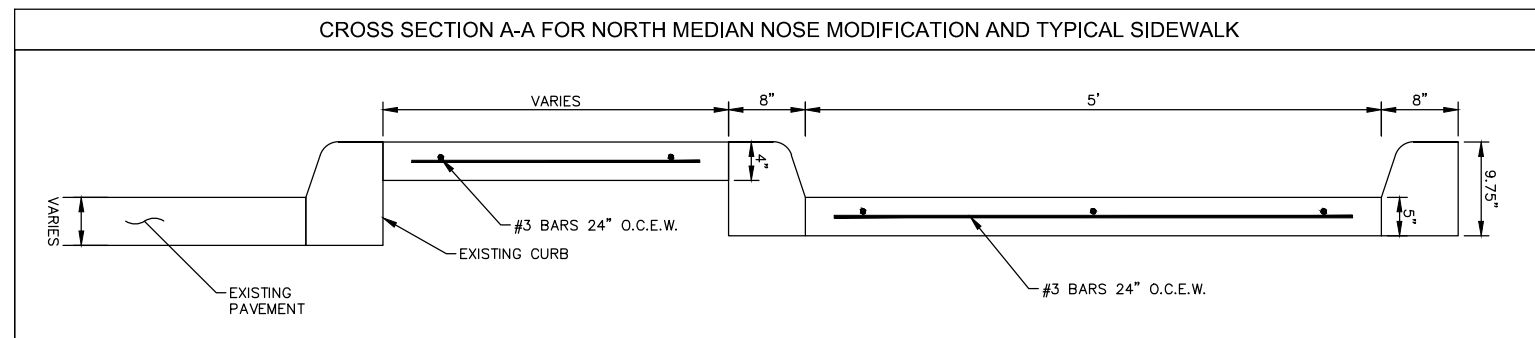 CROSS SECTION A-A FOR NORTH MEDIAN NOSE MODIFICATION AND TYPICAL SIDEWALK
VARIES
8"
5'
8"
4"
9.75"
VARIES
5"
#3 BARS 24" O.C.E.W.
EXISTING CURB
#3 BARS 24" O.C.E.W.
EXISTING
PAVEMENT